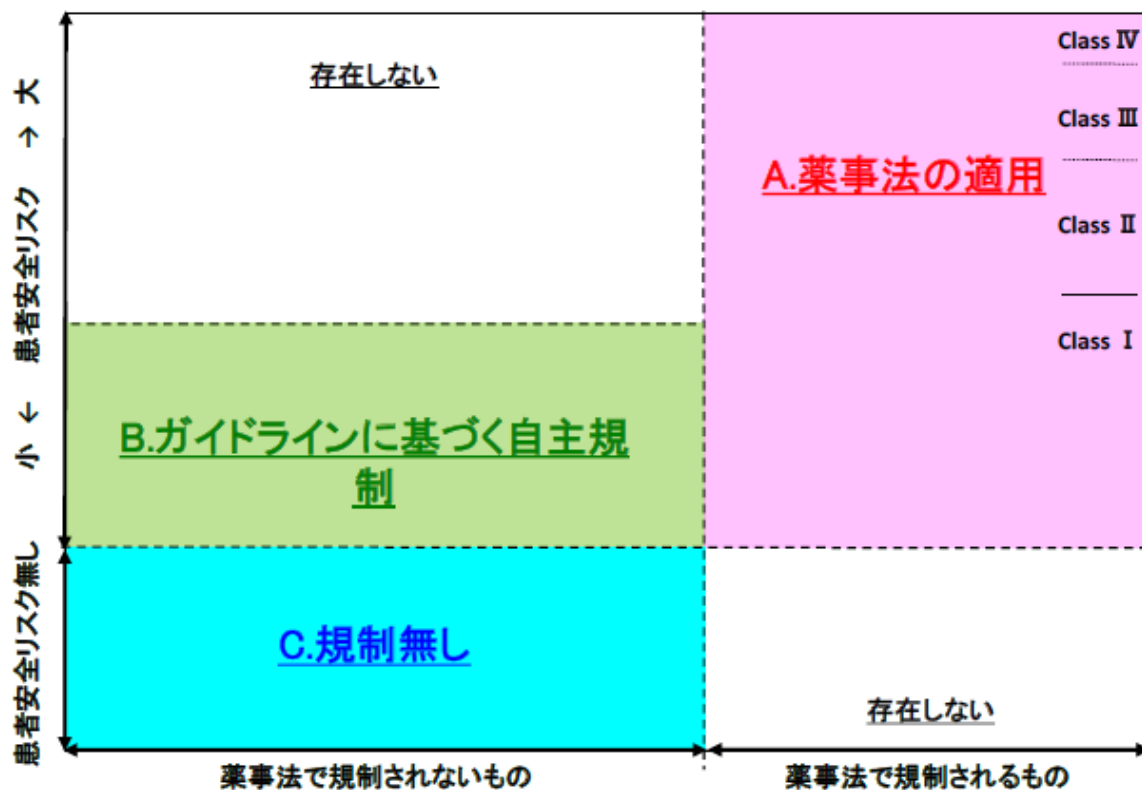 存在しない
Class Ⅳ
Class Ⅲ
A.薬事法の適用
Class Ⅱ
Class Ⅰ
小 ← 患者安全リスク → 大
B.ガイドラインに基づく自主規
制
患者安全リスク無し
C.規制無し
存在しない
薬事法で規制されないもの
薬事法で規制されるもの